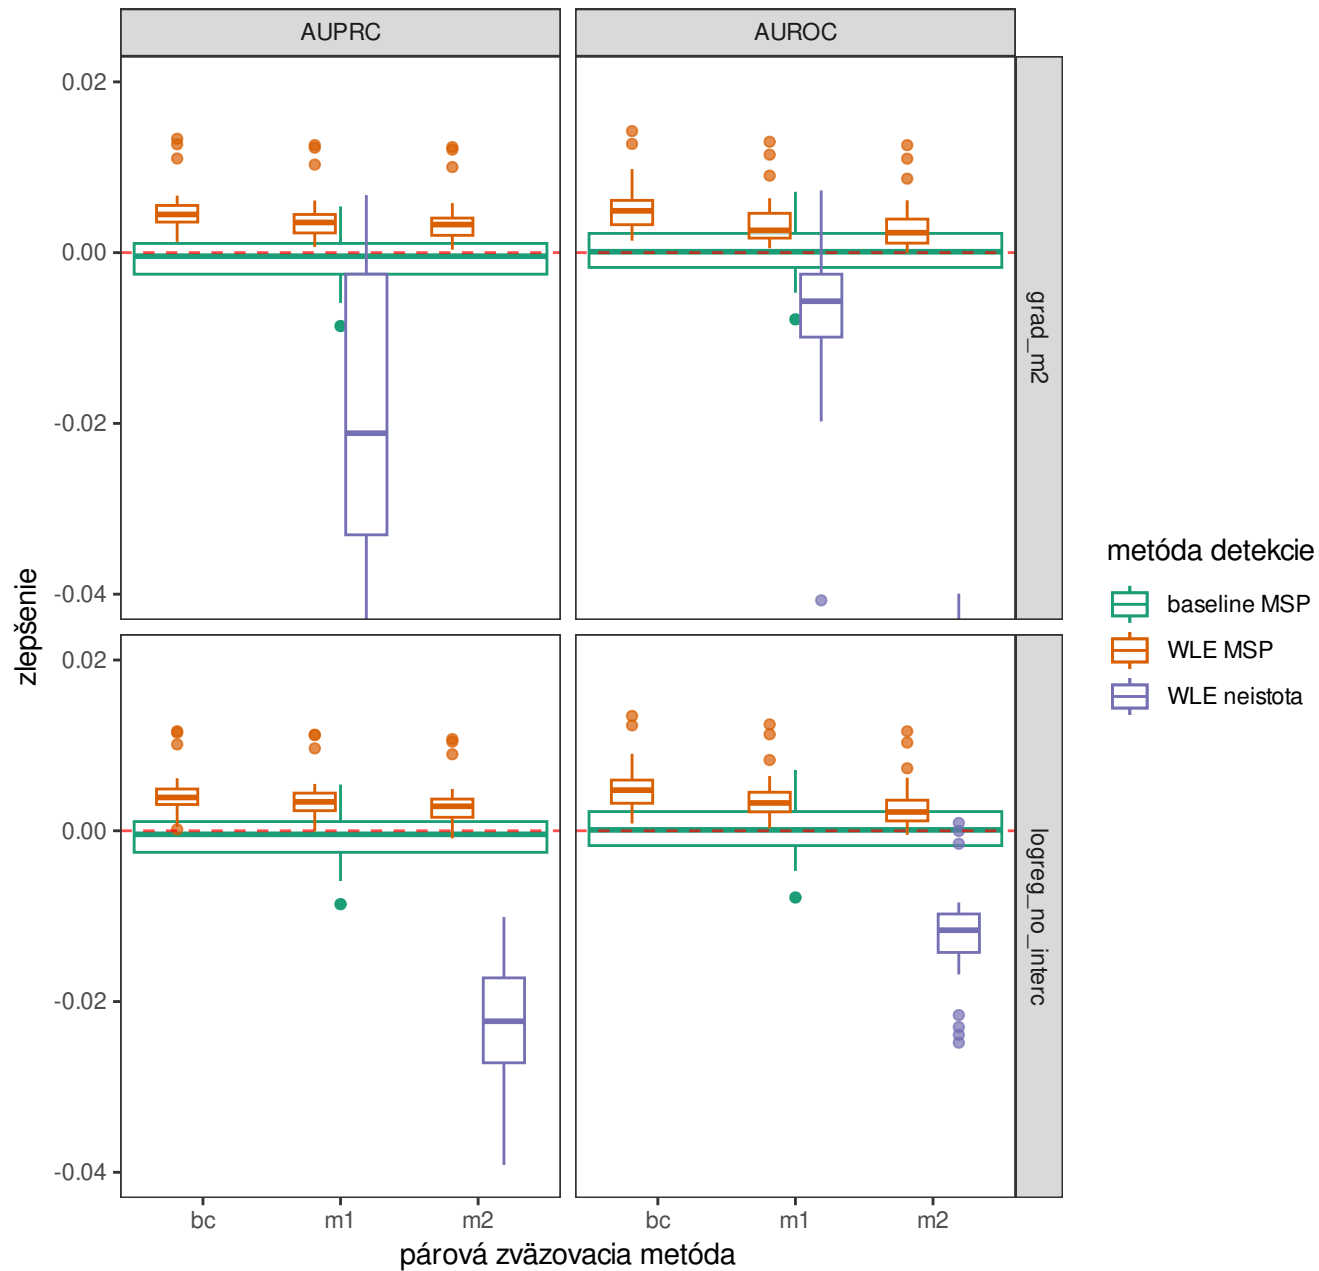 AUPRC
AUROC
0.02
0.00
-0.02
-0.04
grad_m2
0.02
0.00
-0.02
-0.04
logreg_no_interc
zlepšenie
bc
m1
m2
bc
m1
m2
párová zväzovacia metóda
metóda detekcie
baseline MSP
WLE MSP
WLE neistota